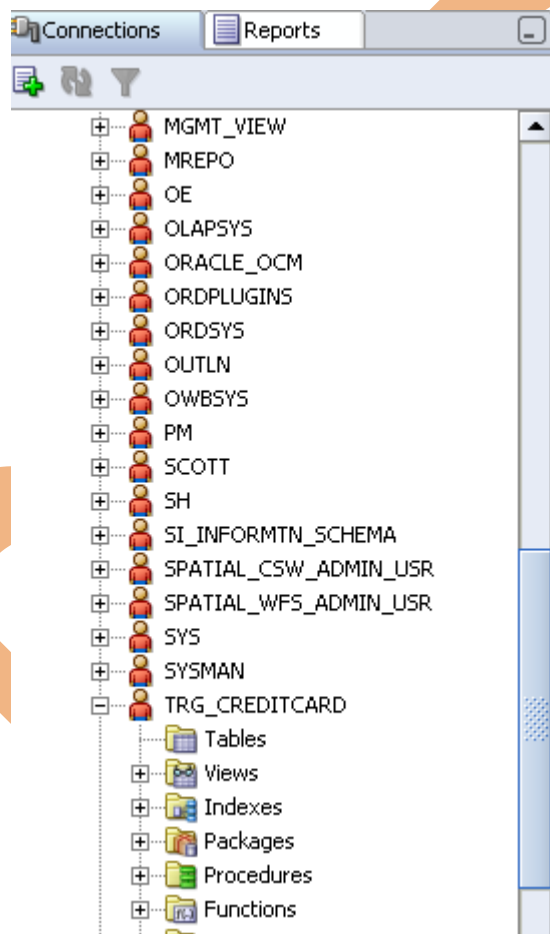 Connections Reports
MGMT_VIEW
MREPO
OE
OLAPSYS
ORACLE_OCM
ORDPLUGINS
ORDSYS
OUTLN
OWBSYS
PM
SCOTT
SH
SI_INFORMTN_SCHEMA
SPATIAL_CSW_ADMIN_USR
SPATIAL_WFS_ADMIN_USR
SYS
SYSMAN
TRG_CREDITCARD
Tables
Views
Indexes
Packages
Procedures
Functions